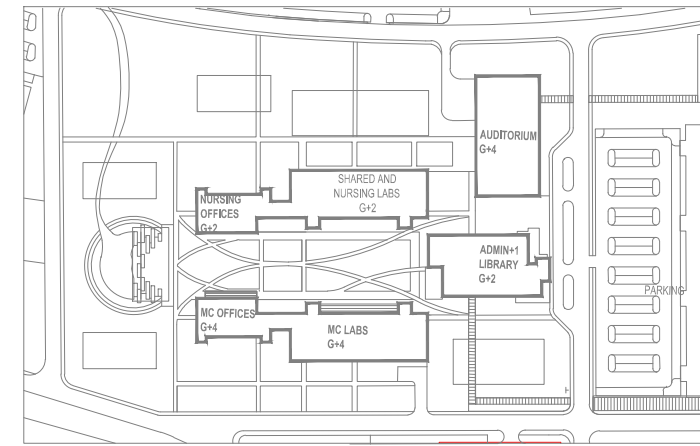 AUDITORIUM
G+4
SHARED AND
NURSING LABS
G+2
NURSING
OFFICES
G+2
ADMIN+1
LIBRARY
G+2
PARKING
MC OFFICES
G+4
MC LABS
G+4